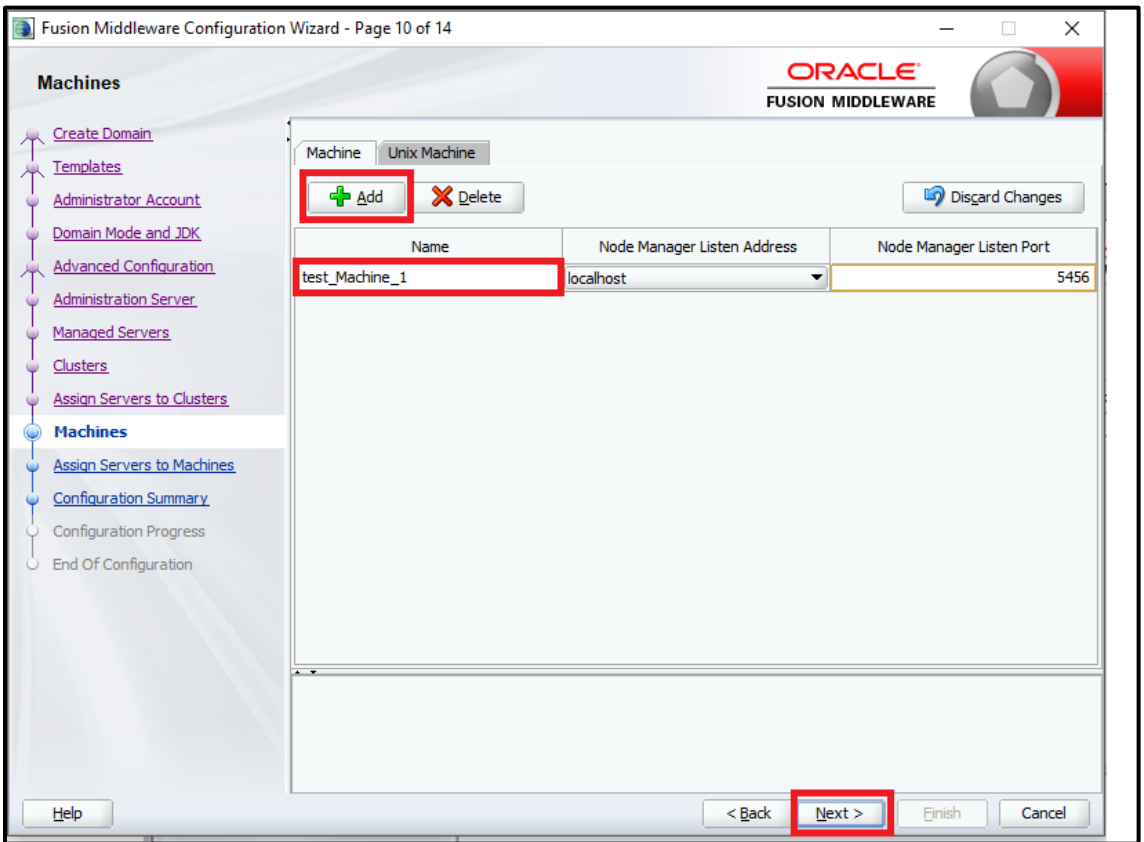 Fusion Middleware Configuration Wizard - Page 10 of 14
Machines
ORACLE
FUSION MIDDLEWARE
Create Domain
Templates
Administrator Account
Domain Mode and JDK
Advanced Configuration
Administration Server
Managed Servers
Clusters
Assign Servers to Clusters
Machines
Assign Servers to Machines
Configuration Summary
Configuration Progress
End Of Configuration
Machine Unix Machine
Add Delete Discard Changes
Name Node Manager Listen Address Node Manager Listen Port
test_Machine_1 localhost 5456
Help < Back Next > Finish Cancel